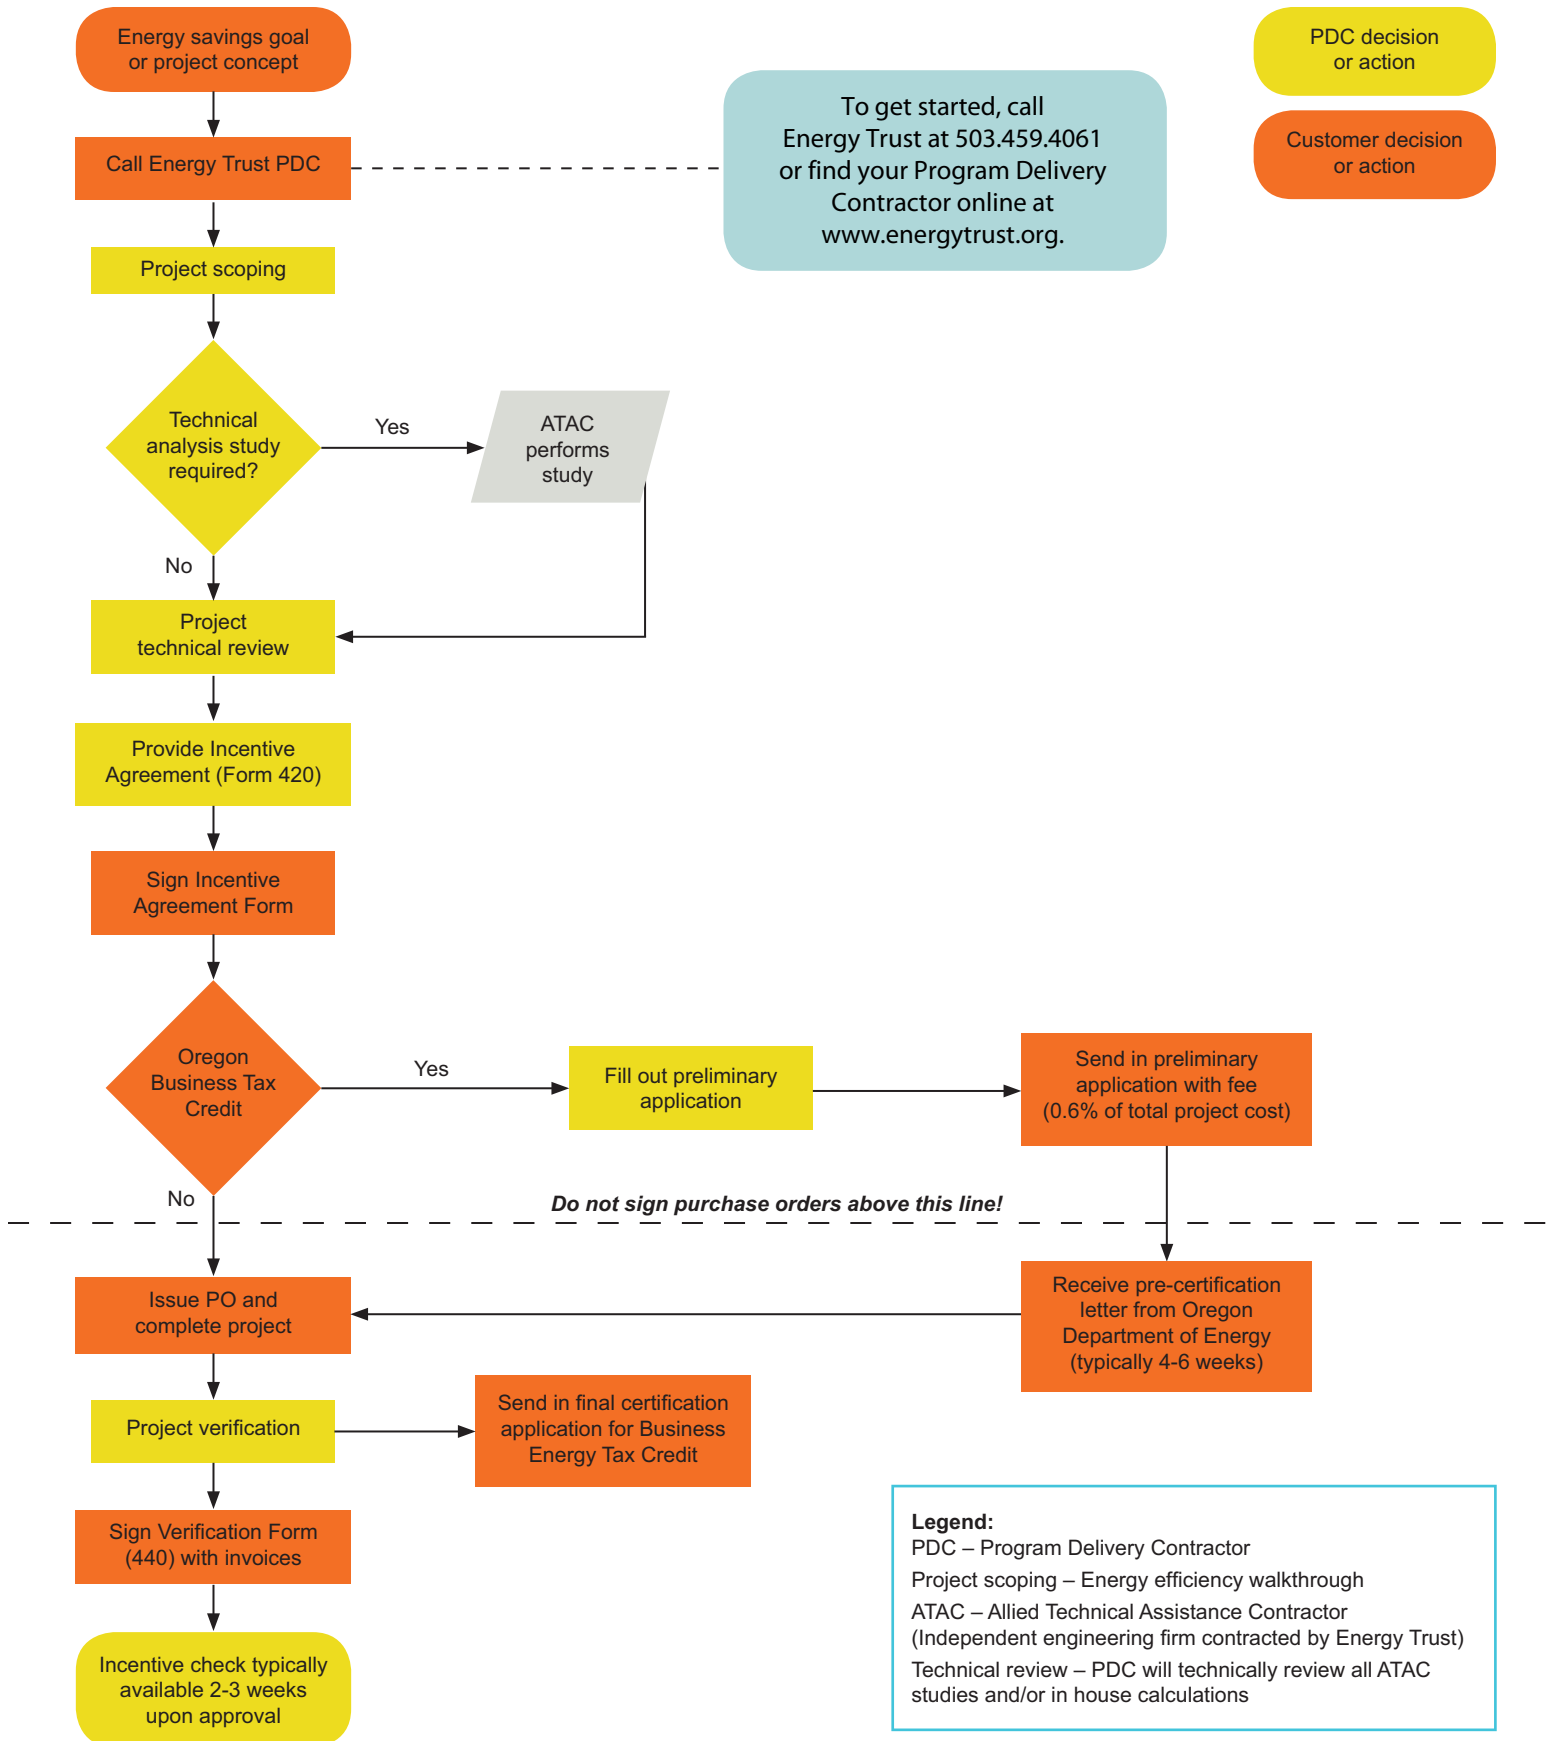 Energy savings goal
or project concept
PDC decision
or action
To get started, call
Energy Trust at 503.459.4061
or find your Program Delivery
Contractor online at
www.energytrust.org.
Customer decision
or action
Call Energy Trust PDC
Project scoping
Technical
analysis study
required?
Yes
ATAC
performs
study
No
Project
technical review
Provide Incentive
Agreement (Form 420)
Sign Incentive
Agreement Form
Oregon
Business Tax
Credit
Yes
Fill out preliminary
application
Send in preliminary
application with fee
(0.6% of total project cost)
No
Do not sign purchase orders above this line!
Issue PO and
complete project
Receive pre-certification
letter from Oregon
Department of Energy
(typically 4-6 weeks)
Project verification
Send in final certification
application for Business
Energy Tax Credit
Sign Verification Form
(440) with invoices
Incentive check typically
available 2-3 weeks
upon approval
Legend:
PDC – Program Delivery Contractor
Project scoping – Energy efficiency walkthrough
ATAC – Allied Technical Assistance Contractor
(Independent engineering firm contracted by Energy Trust)
Technical review – PDC will technically review all ATAC
studies and/or in house calculations